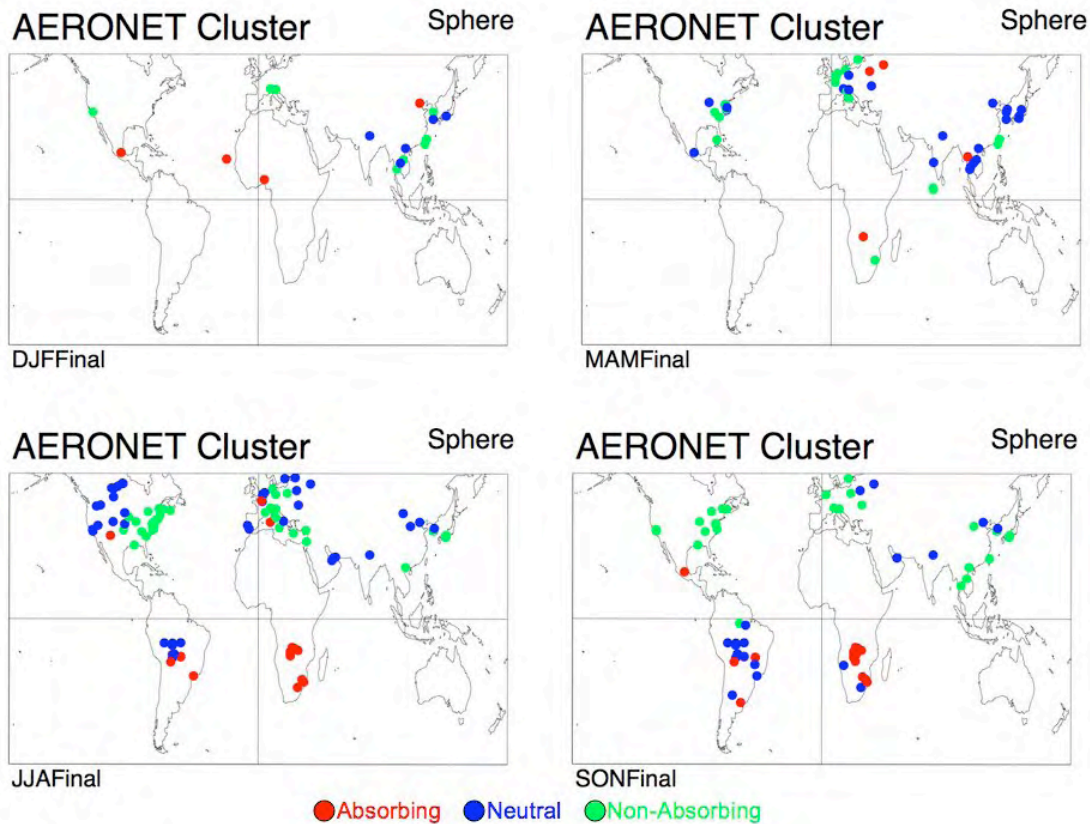 AERONET Cluster Sphere
AERONET Cluster Sphere
DJFFinal
MAMFinal
AERONET Cluster Sphere
AERONET Cluster Sphere
JJAFinal
SONFinal
Absorbing Neutral Non-Absorbing